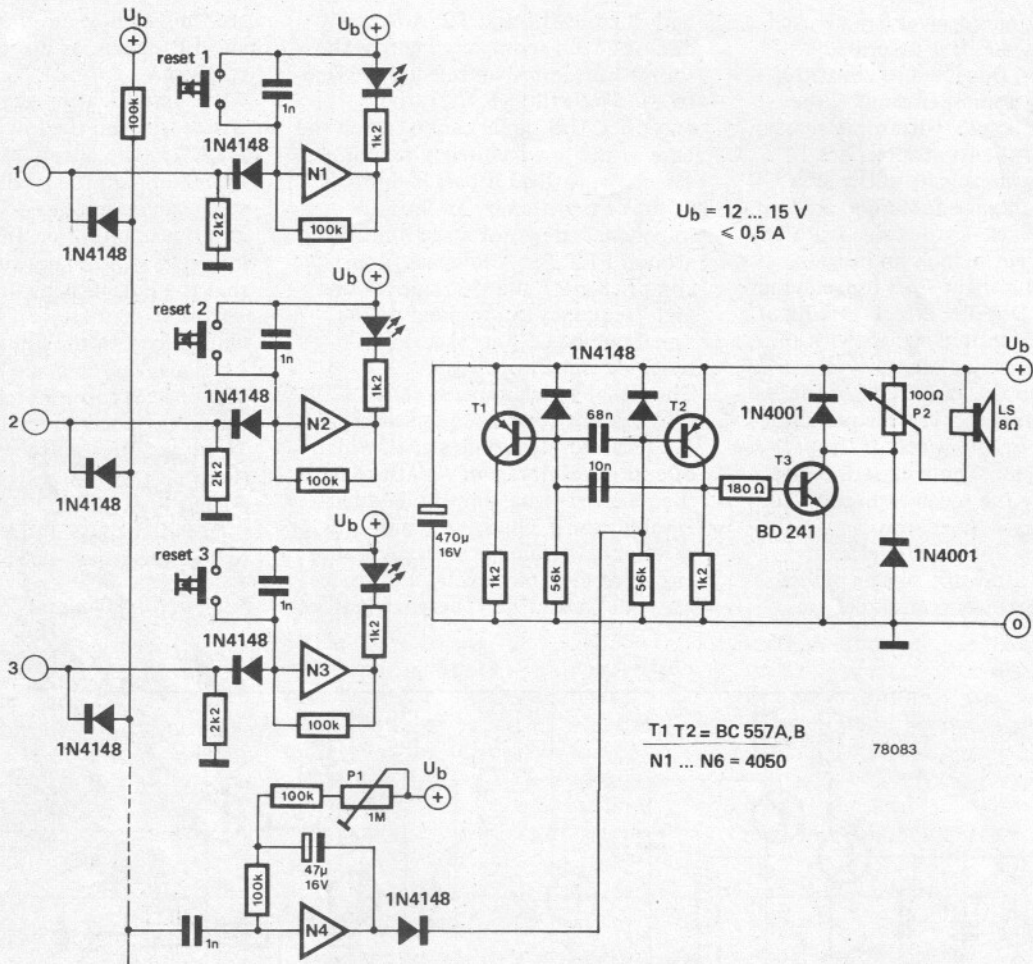 Ub
+
100k
reset 1
1n
Ub
+
1k2
1
1N4148
N1
1N4148
2k2
100k
Ub = 12 ... 15 V
≤ 0,5 A
Ub
+
reset 2
1n
1k2
2
1N4148
N2
1N4148
2k2
100k
Ub
+
reset 3
1n
1k2
3
1N4148
N3
1N4148
2k2
100k
1N4148
Ub
+
T1
68n
T2
10n
1N4001
100Ω
P2
LS
8Ω
T3
180Ω
BD 241
470µ
16V
1k2
56k
56k
1k2
1N4001
0
T1 T2 = BC 557A,B
N1 ... N6 = 4050
78083
P1
Ub
+
100k
1M
47µ
16V
100k
1N4148
1n
N4